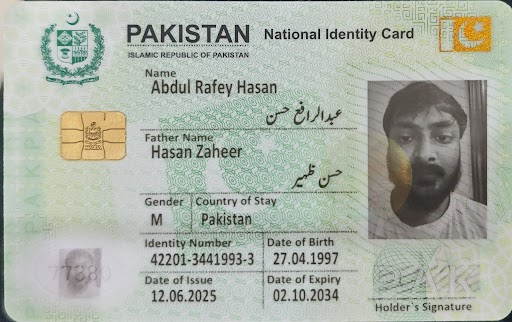 PAKISTAN National Identity Card
ISLAMIC REPUBLIC OF PAKISTAN
Name
Abdul Rafey Hasan
عبدالرافع حسن
Father Name
Hasan Zaheer
حسن ظہیر
Gender Country of Stay
M Pakistan
Identity Number Date of Birth
42201-3441993-3 27.04.1997
Date of Issue Date of Expiry
12.06.2025 02.10.2034
77380
Holder's Signature